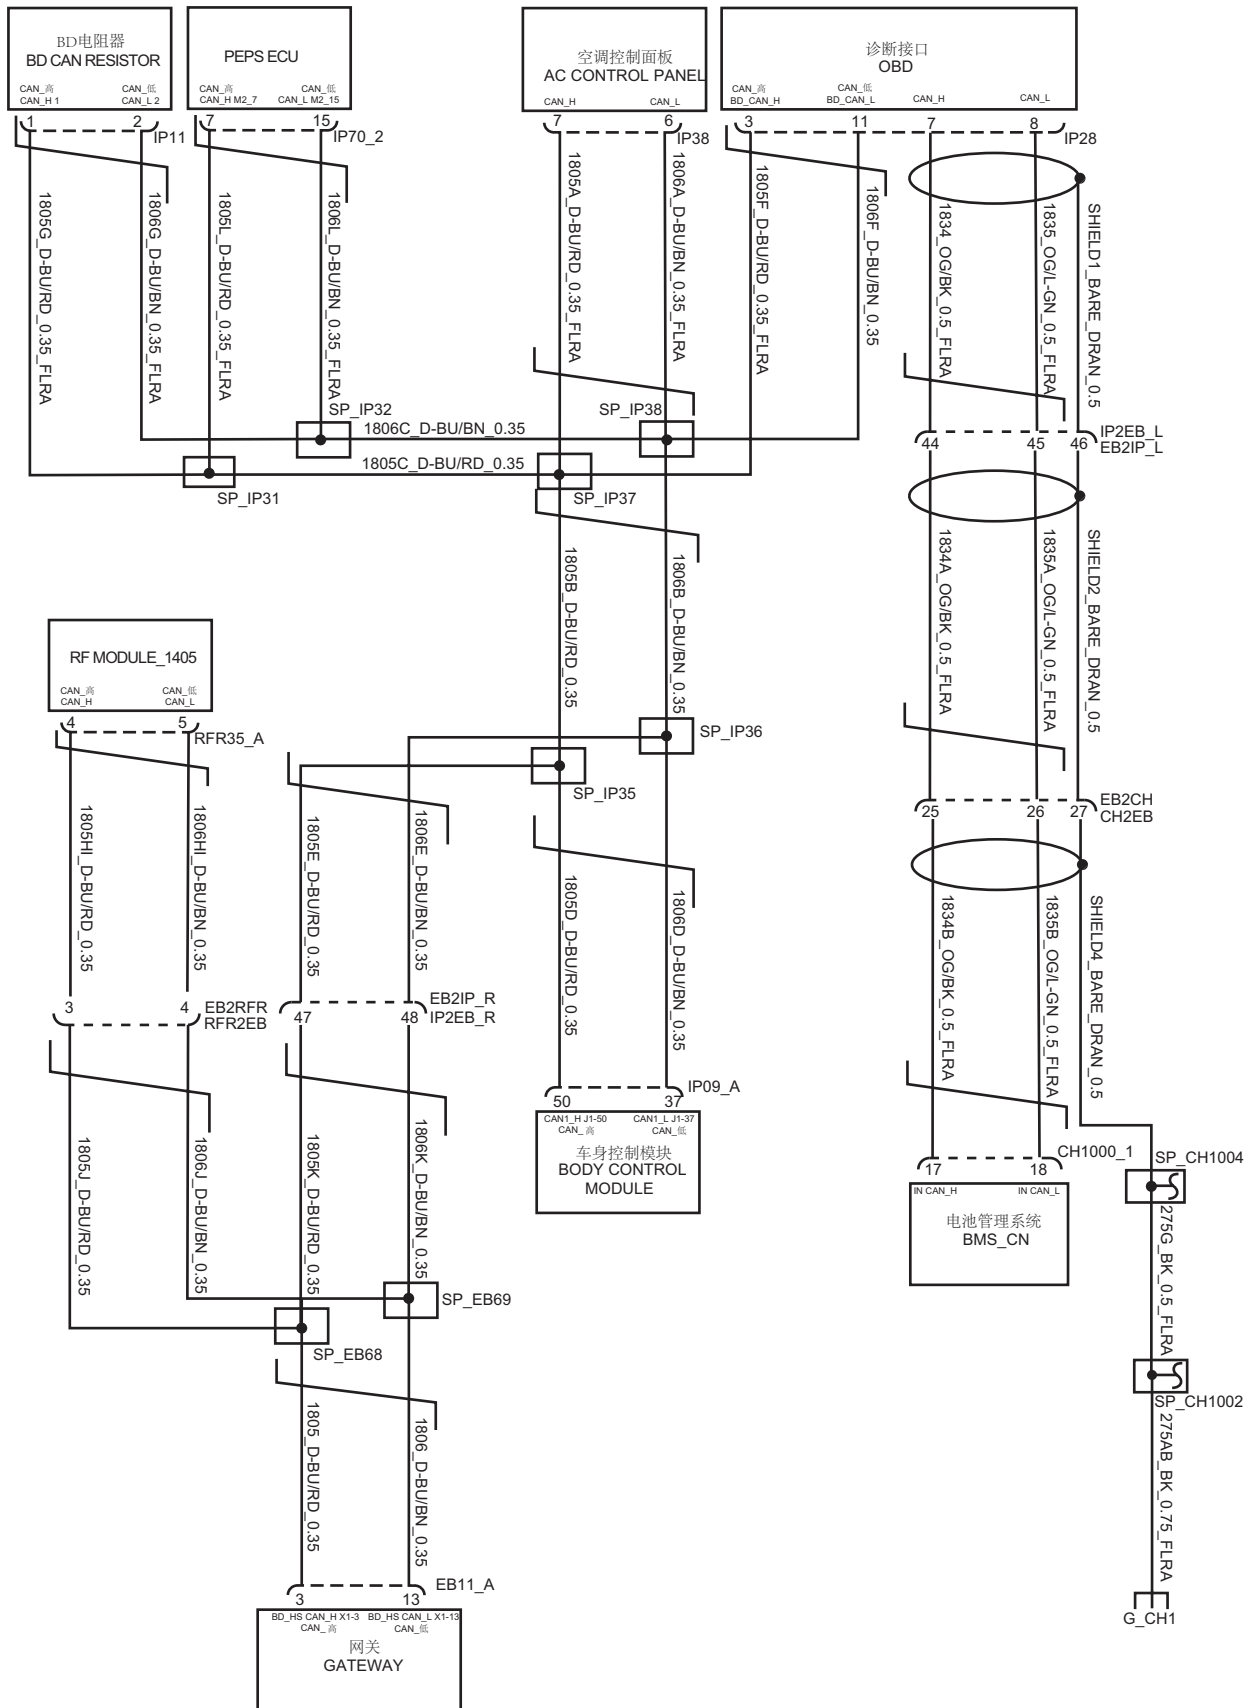 BD电阻器
BD CAN RESISTOR
CAN_高
CAN_H 1
CAN_低
CAN_L 2
1
2
IP11
PEPS ECU
CAN_高
CAN_H M2_7
CAN_低
CAN_L M2_15
7
15
IP70_2
空调控制面板
AC CONTROL PANEL
CAN_H
CAN_L
7
6
IP38
诊断接口
OBD
CAN_高
BD_CAN_H
CAN_低
BD_CAN_L
CAN_H
CAN_L
3
11
7
8
IP28
1805G_D-BU/RD_0.35_FLRA
1806G_D-BU/BN_0.35_FLRA
1805L_D-BU/RD_0.35_FLRA
1806L_D-BU/BN_0.35_FLRA
1805A_D-BU/RD_0.35_FLRA
1806A_D-BU/BN_0.35_FLRA
1805F_D-BU/RD_0.35_FLRA
1806F_D-BU/BN_0.35
1834_OG/BK_0.5_FLRA
1835_OG/L-GN_0.5_FLRA
SHIELD1_BARE_DRAN_0.5
SP_IP32
SP_IP38
1806C_D-BU/BN_0.35
1805C_D-BU/RD_0.35
SP_IP31
SP_IP37
44
45
46
IP2EB_L
EB2IP_L
1805B_D-BU/RD_0.35
1806B_D-BU/BN_0.35
1834A_OG/BK_0.5_FLRA
1835A_OG/L-GN_0.5_FLRA
SHIELD2_BARE_DRAN_0.5
RF MODULE_1405
CAN_高
CAN_H
CAN_低
CAN_L
4
5
RFR35_A
SP_IP36
SP_IP35
25
26
27
EB2CH
CH2EB
1805HI_D-BU/RD_0.35
1806HI_D-BU/BN_0.35
1805E_D-BU/RD_0.35
1806E_D-BU/BN_0.35
1805D_D-BU/RD_0.35
1806D_D-BU/BN_0.35
1834B_OG/BK_0.5_FLRA
1835B_OG/L-GN_0.5_FLRA
SHIELD4_BARE_DRAN_0.5
3
4
EB2RFR
RFR2EB
47
48
EB2IP_R
IP2EB_R
50
37
IP09_A
CAN1_H J1-50
CAN_高
CAN1_L J1-37
CAN_低
车身控制模块
BODY CONTROL
MODULE
17
18
CH1000_1
IN CAN_H
IN CAN_L
电池管理系统
BMS_CN
SP_CH1004
275G_BK_0.5_FLRA
SP_CH1002
275AB_BK_0.75_FLRA
G_CH1
1805J_D-BU/RD_0.35
1806J_D-BU/BN_0.35
1805K_D-BU/RD_0.35
1806K_D-BU/BN_0.35
SP_EB69
SP_EB68
1805_D-BU/RD_0.35
1806_D-BU/BN_0.35
3
13
EB11_A
BD_HS CAN_H X1-3
CAN_高
BD_HS CAN_L X1-13
CAN_低
网关
GATEWAY